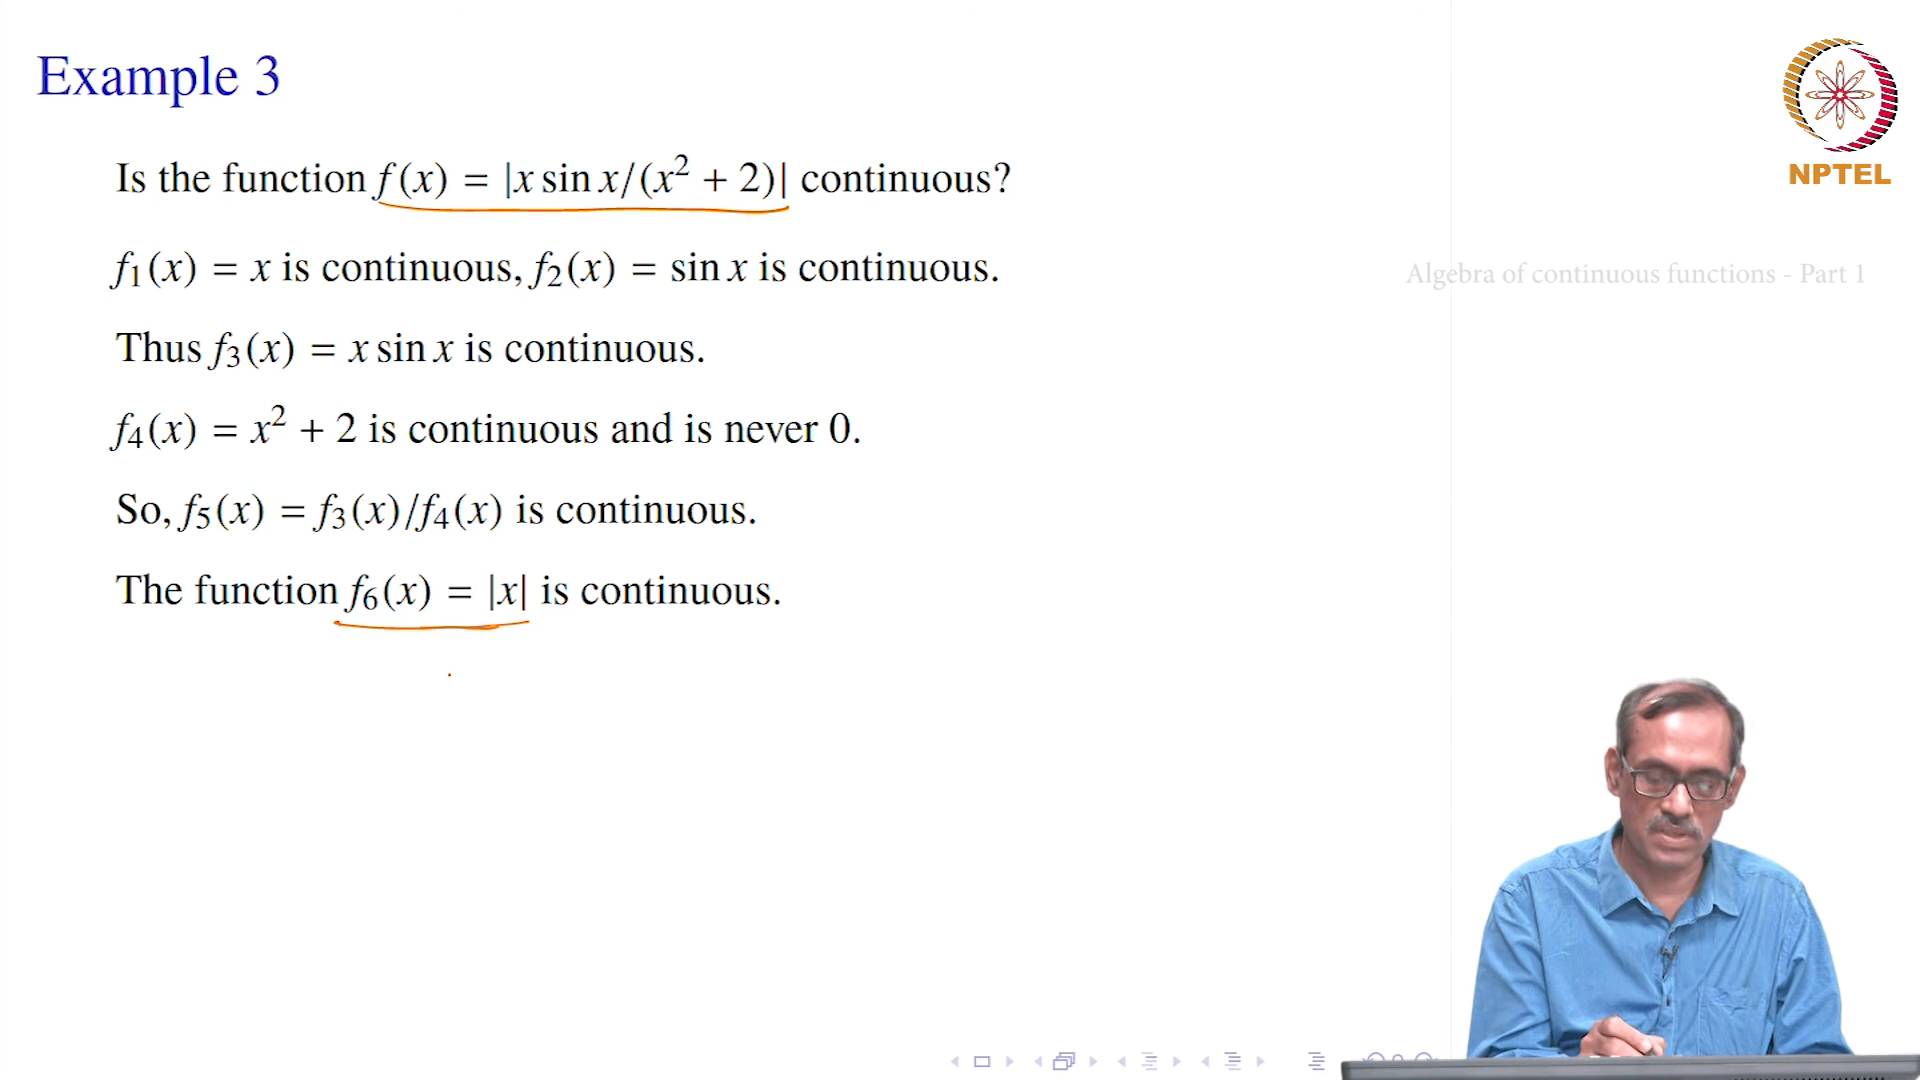 Example 3
NPTEL
Is the function f(x) = |x sin x/(x² + 2)| continuous?
f₁(x) = x is continuous, f₂(x) = sin x is continuous.
Algebra of continuous functions - Part 1
Thus f₃(x) = x sin x is continuous.
f₄(x) = x² + 2 is continuous and is never 0.
So, f₅(x) = f₃(x)/f₄(x) is continuous.
The function f₆(x) = |x| is continuous.